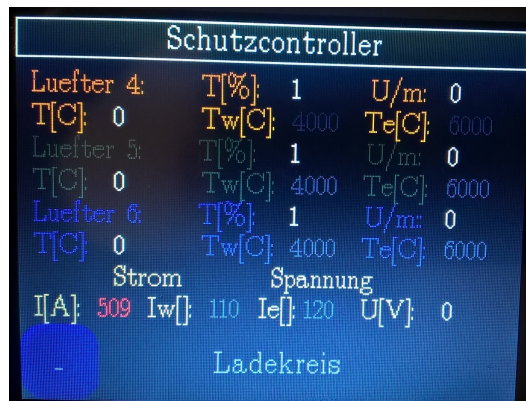 Schutzcontroller
Luefter 4: T[%]: 1 U/m: 0
T[C]: 0 Tw[C]: 4000 Te[C]: 6000
Luefter 5: T[%]: 1 U/m: 0
T[C]: 0 Tw[C]: 4000 Te[C]: 6000
Luefter 6: T[%]: 1 U/m: 0
T[C]: 0 Tw[C]: 4000 Te[C]: 6000
Strom Spannung
I[A]: 509 Iw[]: 110 Ie[]: 120 U[V]: 0
- Ladekreis